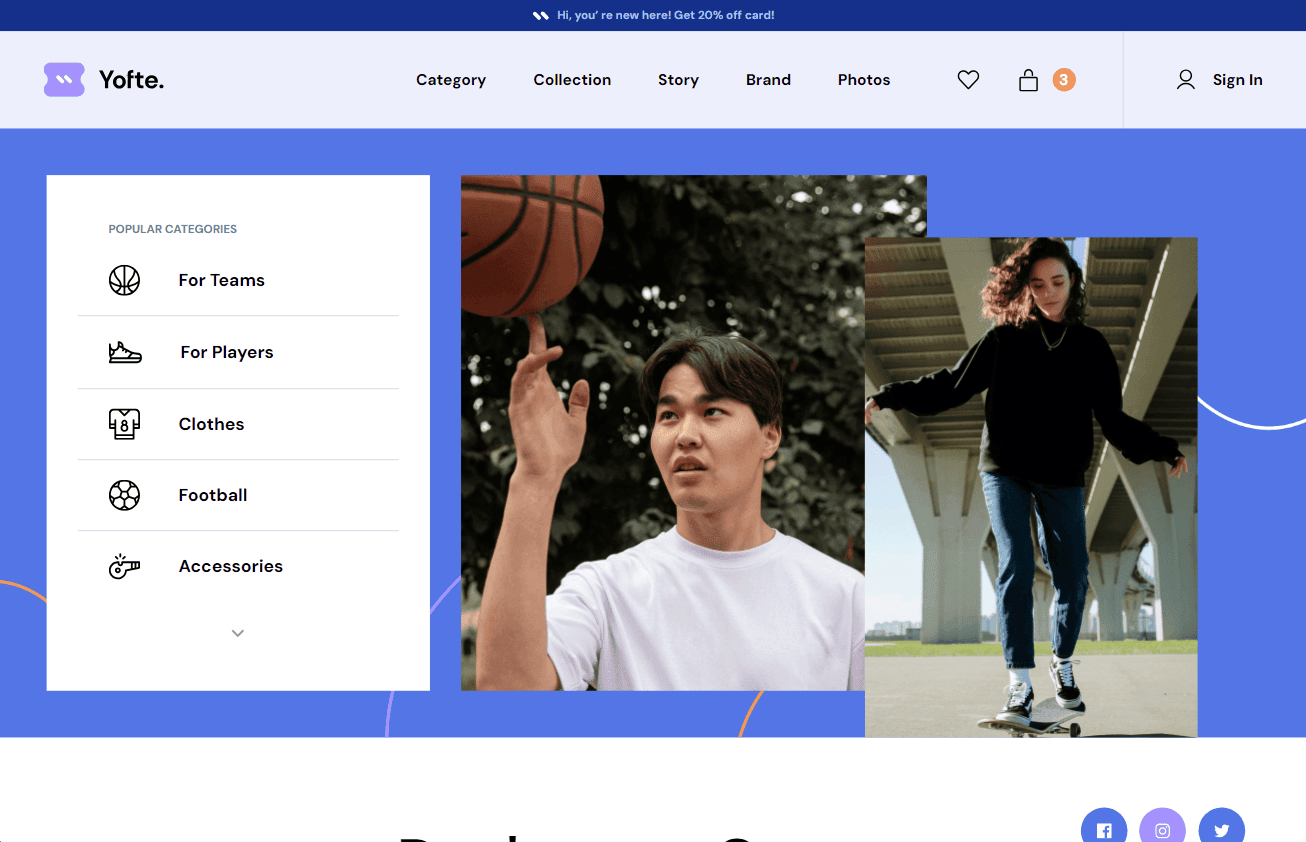 Hi, you’ re new here! Get 20% off card!
Yofte.
Category
Collection
Story
Brand
Photos
3
Sign In
POPULAR CATEGORIES
For Teams
For Players
8
Clothes
Football
Accessories